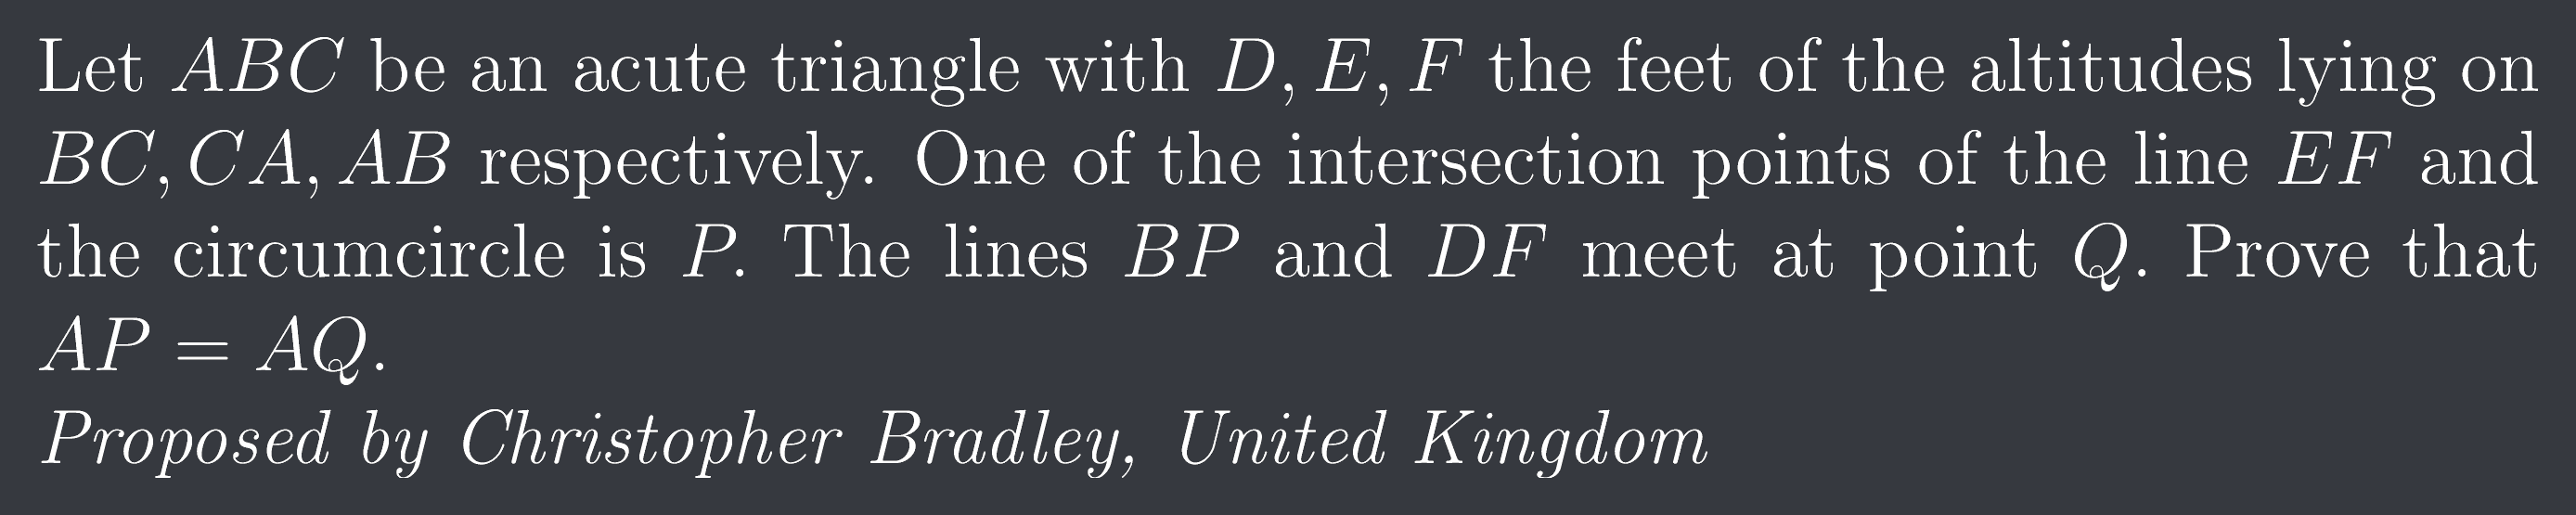 Let ABC be an acute triangle with D, E, F the feet of the altitudes lying on
BC, CA, AB respectively. One of the intersection points of the line EF and
the circumcircle is P. The lines BP and DF meet at point Q. Prove that
AP = AQ.
Proposed by Christopher Bradley, United Kingdom